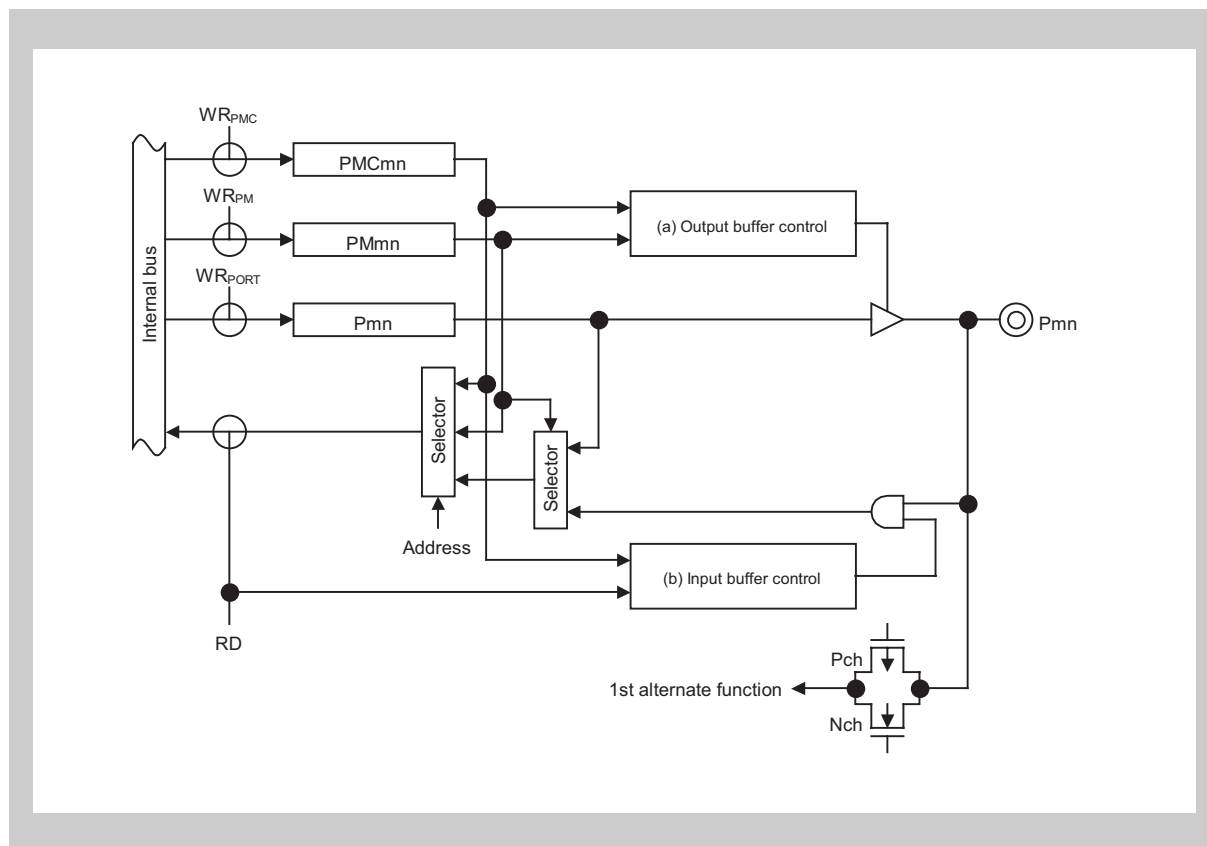 WRPMC
PMCmn
WRPM
(a) Output buffer control
PMmn
WRPORT
Internal bus
Pmn
Pmn
Selector
Selector
Address
(b) Input buffer control
RD
Pch
1st alternate function
Nch